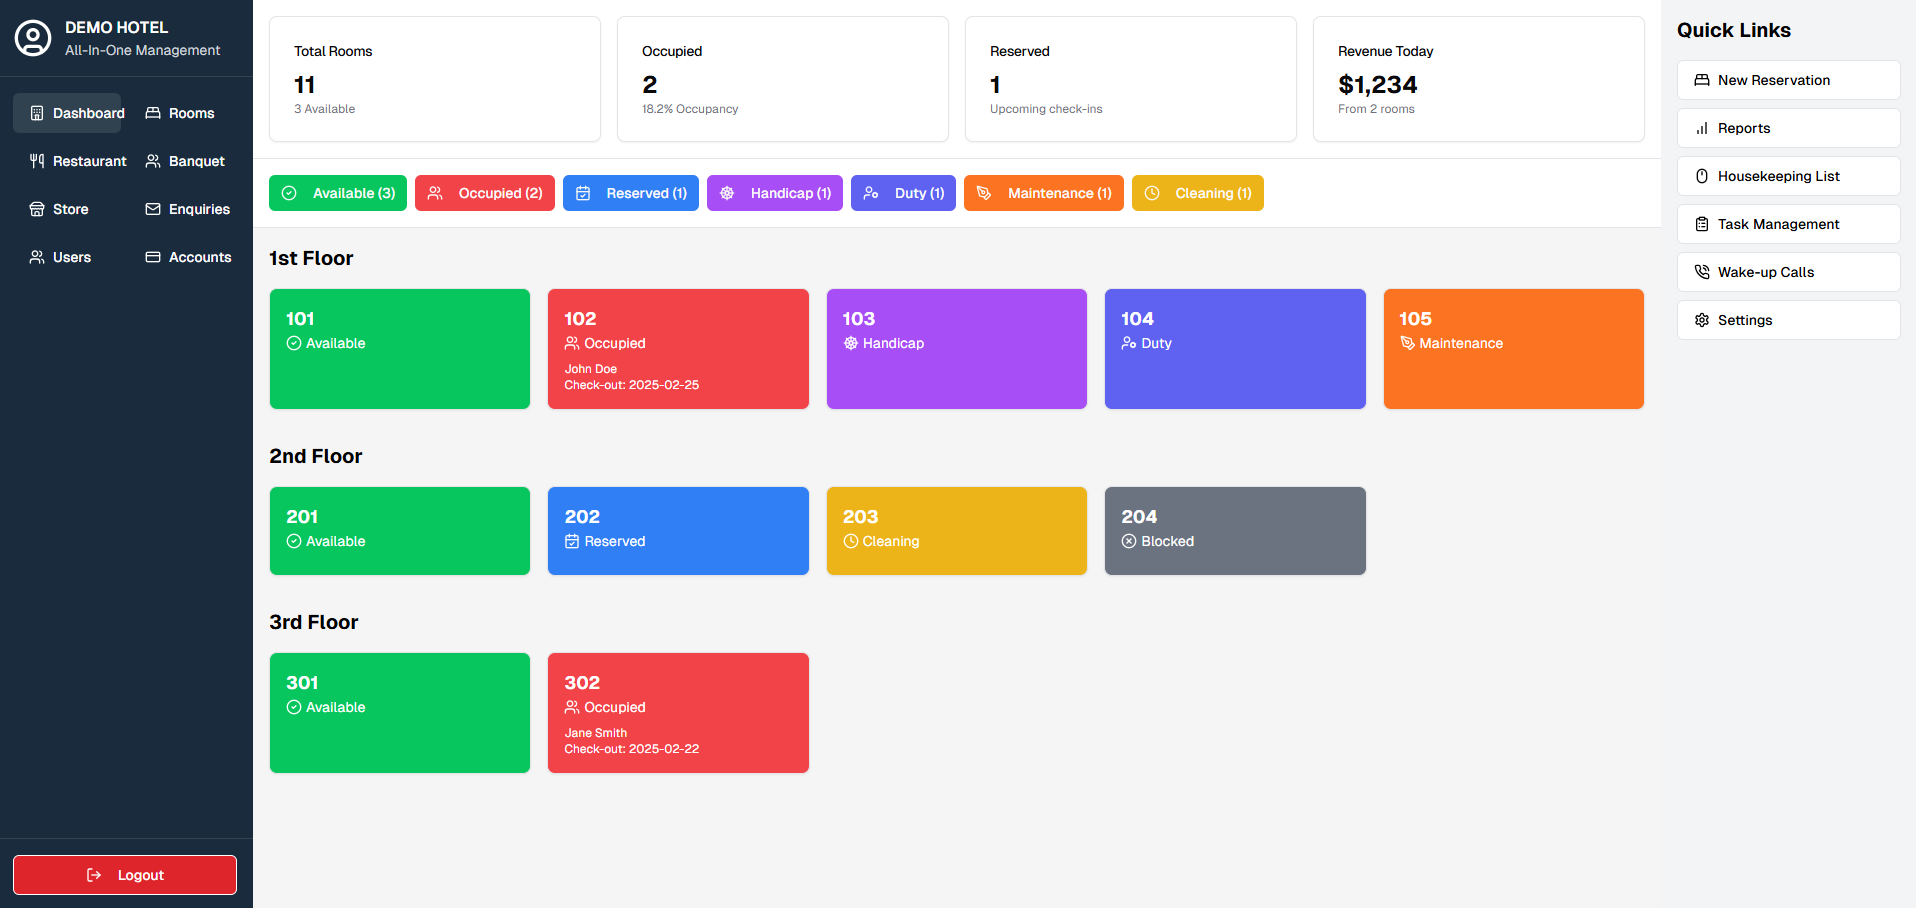 DEMO HOTEL
All-In-One Management
Dashboard
Rooms
Restaurant
Banquet
Store
Enquiries
Users
Accounts
Logout
Total Rooms
11
3 Available
Occupied
2
18.2% Occupancy
Reserved
1
Upcoming check-ins
Revenue Today
$1,234
From 2 rooms
Available (3)
Occupied (2)
Reserved (1)
Handicap (1)
Duty (1)
Maintenance (1)
Cleaning (1)
1st Floor
101
Available
102
Occupied
John Doe
Check-out: 2025-02-25
103
Handicap
104
Duty
105
Maintenance
2nd Floor
201
Available
202
Reserved
203
Cleaning
204
Blocked
3rd Floor
301
Available
302
Occupied
Jane Smith
Check-out: 2025-02-22
Quick Links
New Reservation
Reports
Housekeeping List
Task Management
Wake-up Calls
Settings